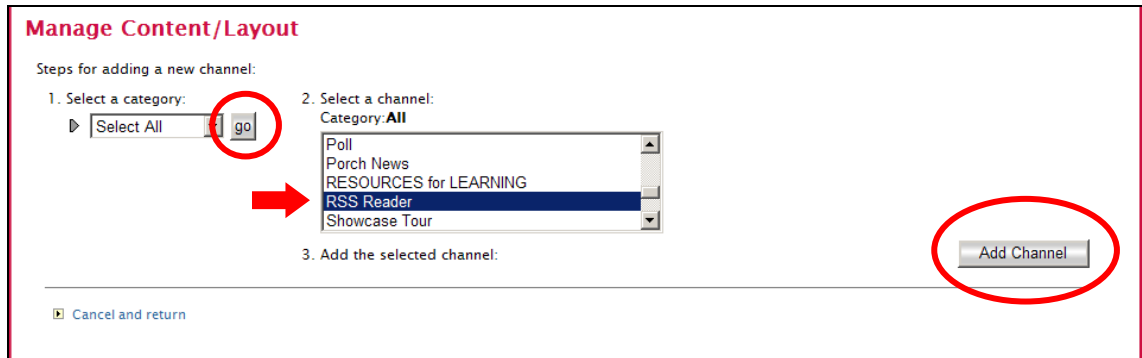 Manage Content/Layout
Steps for adding a new channel:
1. Select a category:
Select All
go
2. Select a channel:
Category:All
Poll
Porch News
RESOURCES for LEARNING
RSS Reader
Showcase Tour
3. Add the selected channel:
Add Channel
Cancel and return